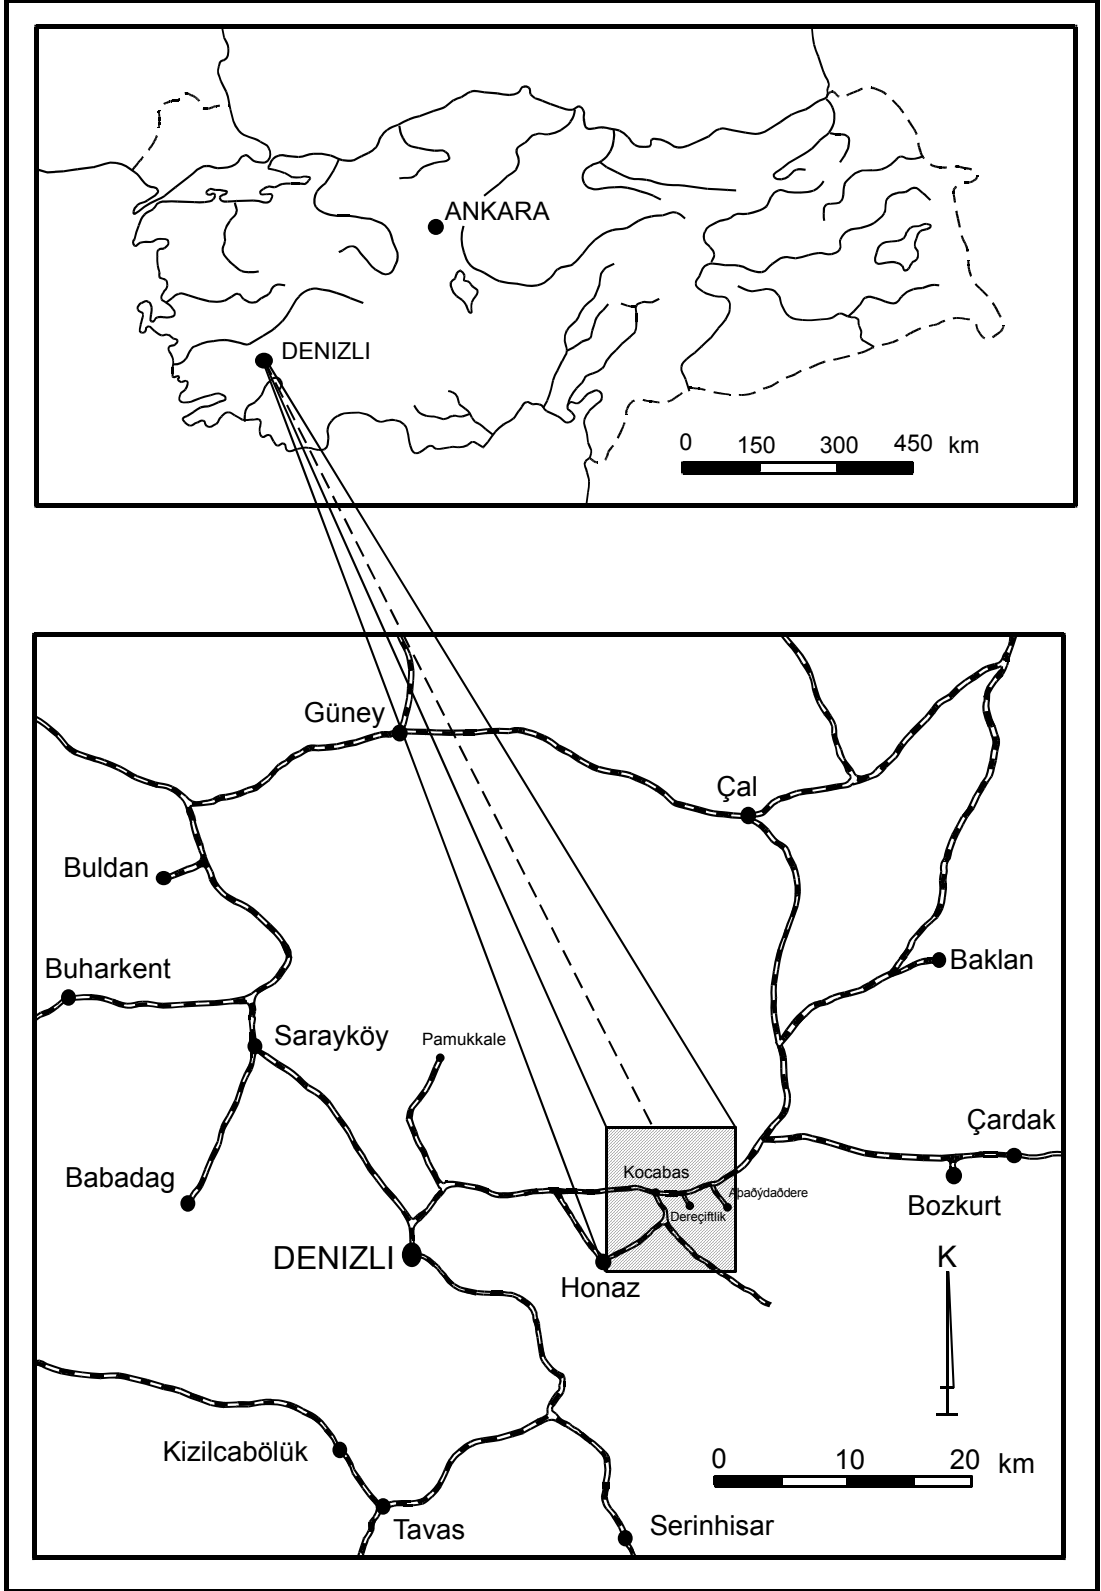 ANKARA
DENIZLI
0 150 300 450 km
Güney
Çal
Buldan
Baklan
Buharkent
Sarayköy
Pamukkale
Çardak
Kocabas
Babadag
Aþaðýdaðdere
Bozkurt
Dereçiftlik
DENIZLI
K
Honaz
Kizilcabölük
0 10 20 km
Tavas
Serinhisar